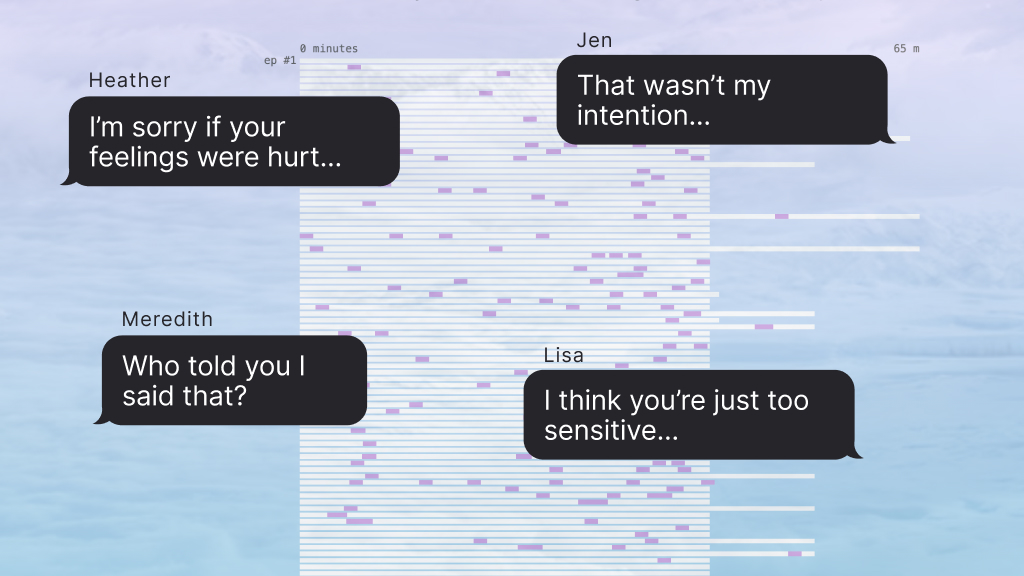 Jen
0 minutes
65 m
ep #1
Heather
That wasn’t my
intention...
I’m sorry if your
feelings were hurt...
Meredith
Who told you I
said that?
Lisa
I think you’re just too
sensitive...